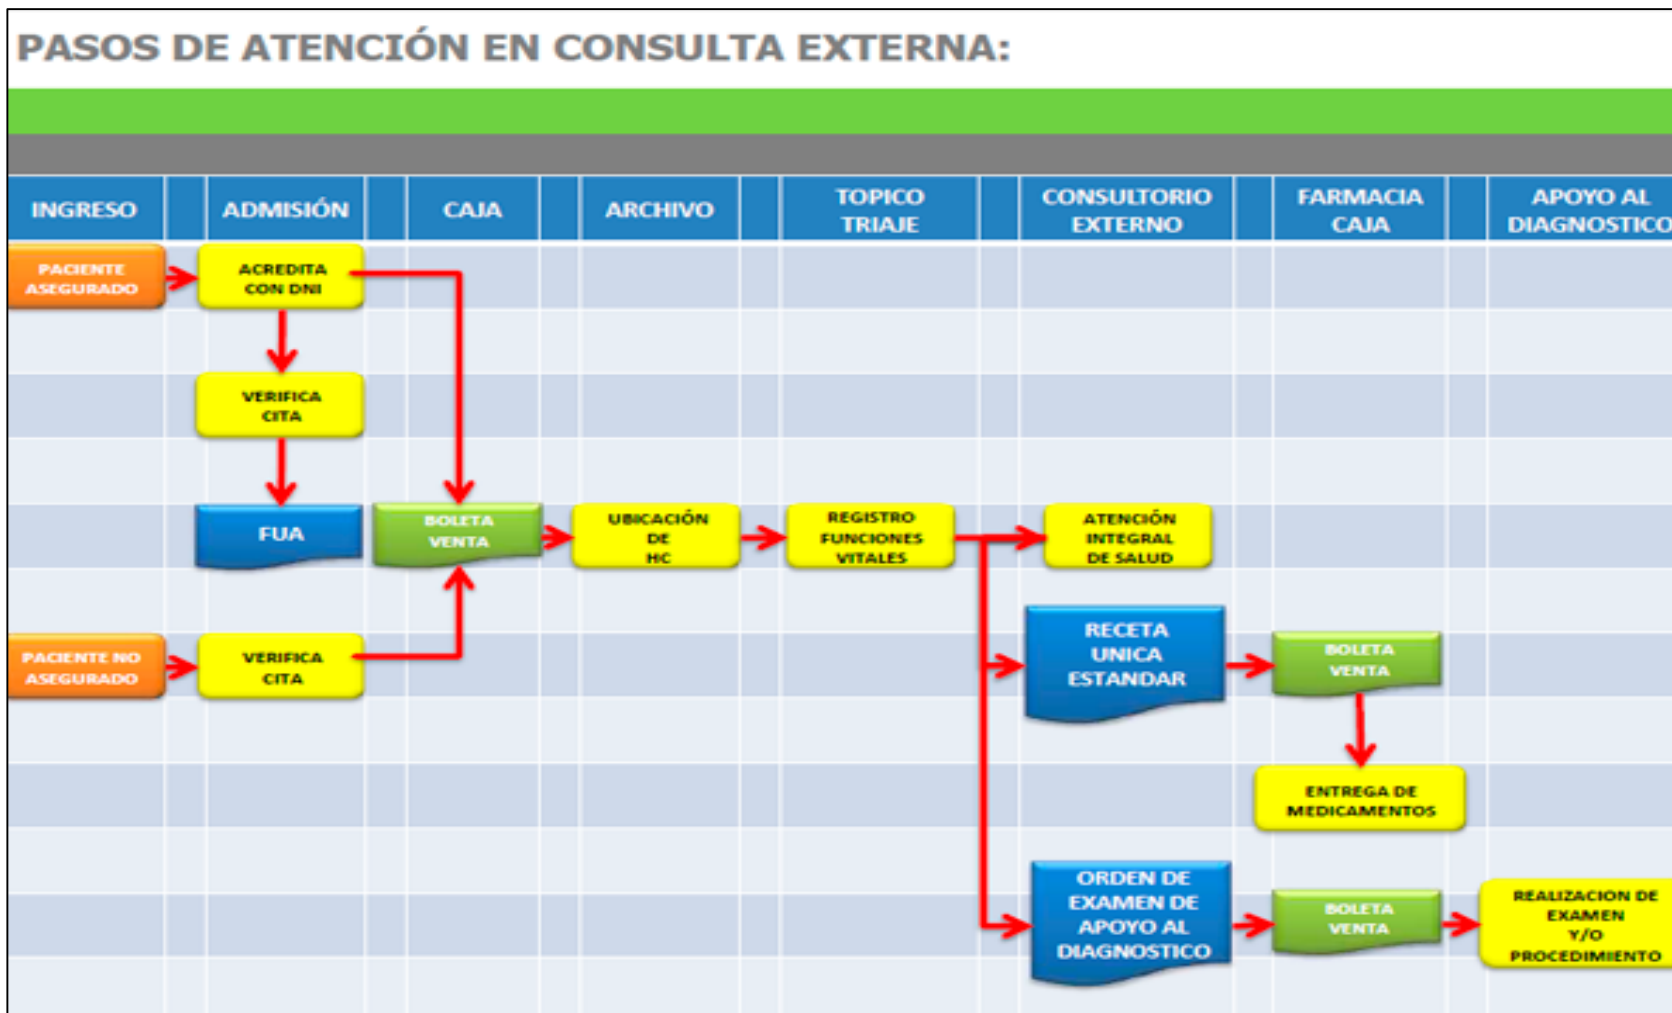 PASOS DE ATENCIÓN EN CONSULTA EXTERNA:
INGRESO
ADMISIÓN
CAJA
ARCHIVO
TOPICO
TRIAJE
CONSULTORIO
EXTERNO
FARMACIA
CAJA
APOYO AL
DIAGNOSTICO
PACIENTE
ASEGURADO
ACREDITA
CON DNI
VERIFICA
CITA
FUA
BOLETA
VENTA
UBICACIÓN
DE
HC
REGISTRO
FUNCIONES
VITALES
ATENCIÓN
INTEGRAL
DE SALUD
PACIENTE NO
ASEGURADO
VERIFICA
CITA
RECETA
UNICA
ESTANDAR
BOLETA
VENTA
ENTREGA DE
MEDICAMENTOS
ORDEN DE
EXAMEN DE
APOYO AL
DIAGNOSTICO
BOLETA
VENTA
REALIZACION DE
EXAMEN
Y/O
PROCEDIMIENTO